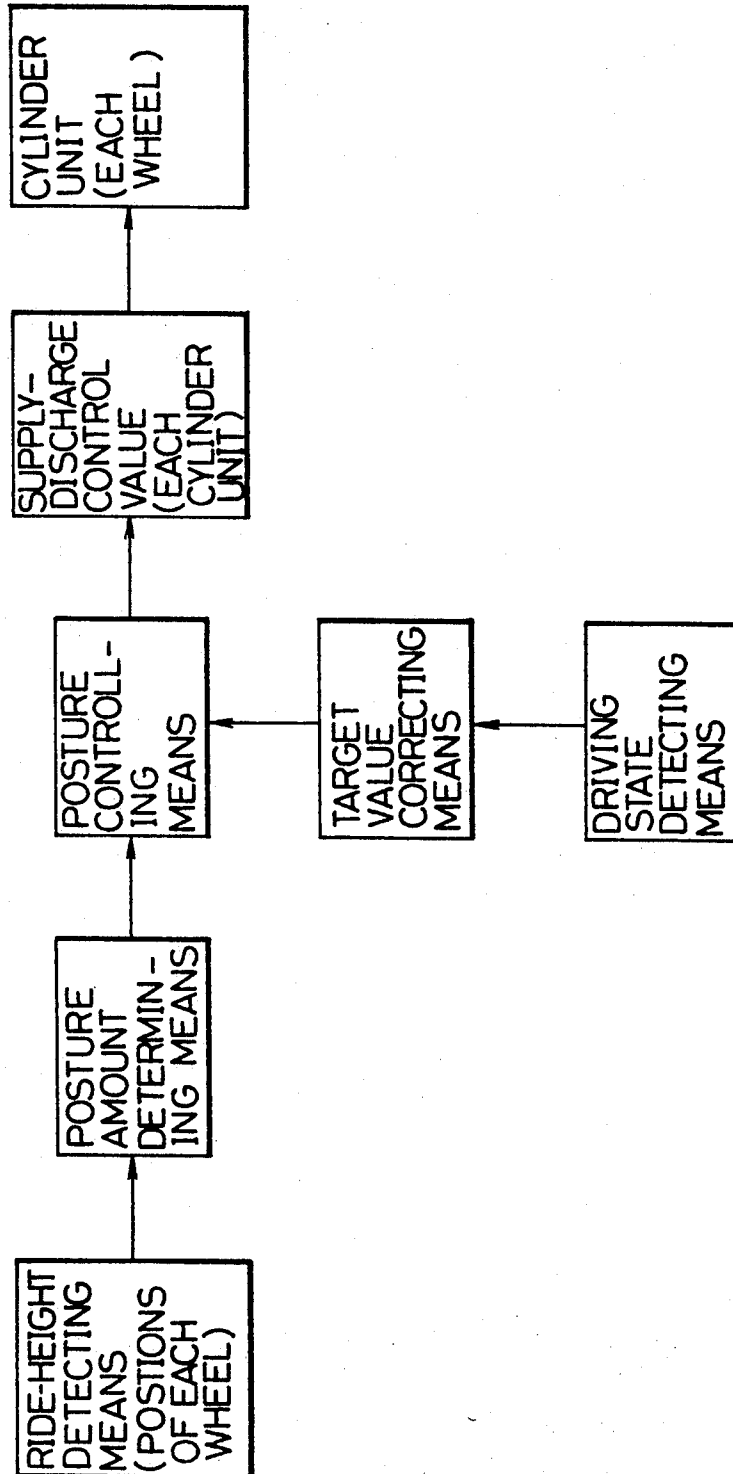 RIDE-HEIGHT
DETECTING
MEANS
(POSTIONS
OF EACH
WHEEL)
POSTURE
AMOUNT
DETERMIN-
ING MEANS
POSTURE
CONTROLL-
ING
MEANS
SUPPLY-
DISCHARGE
CONTROL
VALUE
(EACH
CYLINDER
UNIT)
CYLINDER
UNIT
(EACH
WHEEL)
TARGET
VALUE
CORRECTING
MEANS
DRIVING
STATE
DETECTING
MEANS